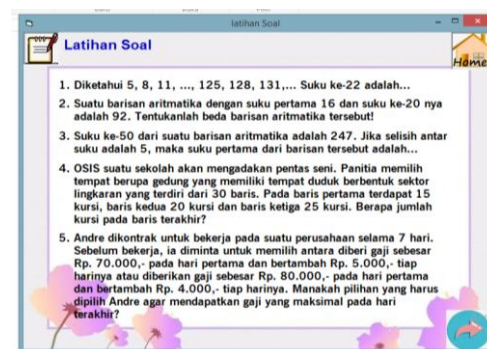 latihan Soal
Latihan Soal
Home
1. Diketahui 5, 8, 11, ..., 125, 128, 131,... Suku ke-22 adalah...
2. Suatu barisan aritmatika dengan suku pertama 16 dan suku ke-20 nya
adalah 92. Tentukanlah beda barisan aritmatika tersebut!
3. Suku ke-50 dari suatu barisan aritmatika adalah 247. Jika selisih antar
suku adalah 5, maka suku pertama dari barisan tersebut adalah...
4. OSIS suatu sekolah akan mengadakan pentas seni. Panitia memilih
tempat berupa gedung yang memiliki tempat duduk berbentuk sektor
lingkaran yang terdiri dari 30 baris. Pada baris pertama terdapat 15
kursi, baris kedua 20 kursi dan baris ketiga 25 kursi. Berapa jumlah
kursi pada baris terakhir?
5. Andre dikontrak untuk bekerja pada suatu perusahaan selama 7 hari.
Sebelum bekerja, ia diminta untuk memilih antara diberi gaji sebesar
Rp. 70.000,- pada hari pertama dan bertambah Rp. 5.000,- tiap
harinya atau diberikan gaji sebesar Rp. 80.000,- pada hari pertama
dan bertambah Rp. 4.000,- tiap harinya. Manakah pilihan yang harus
dipilih Andre agar mendapatkan gaji yang maksimal pada hari
terakhir?